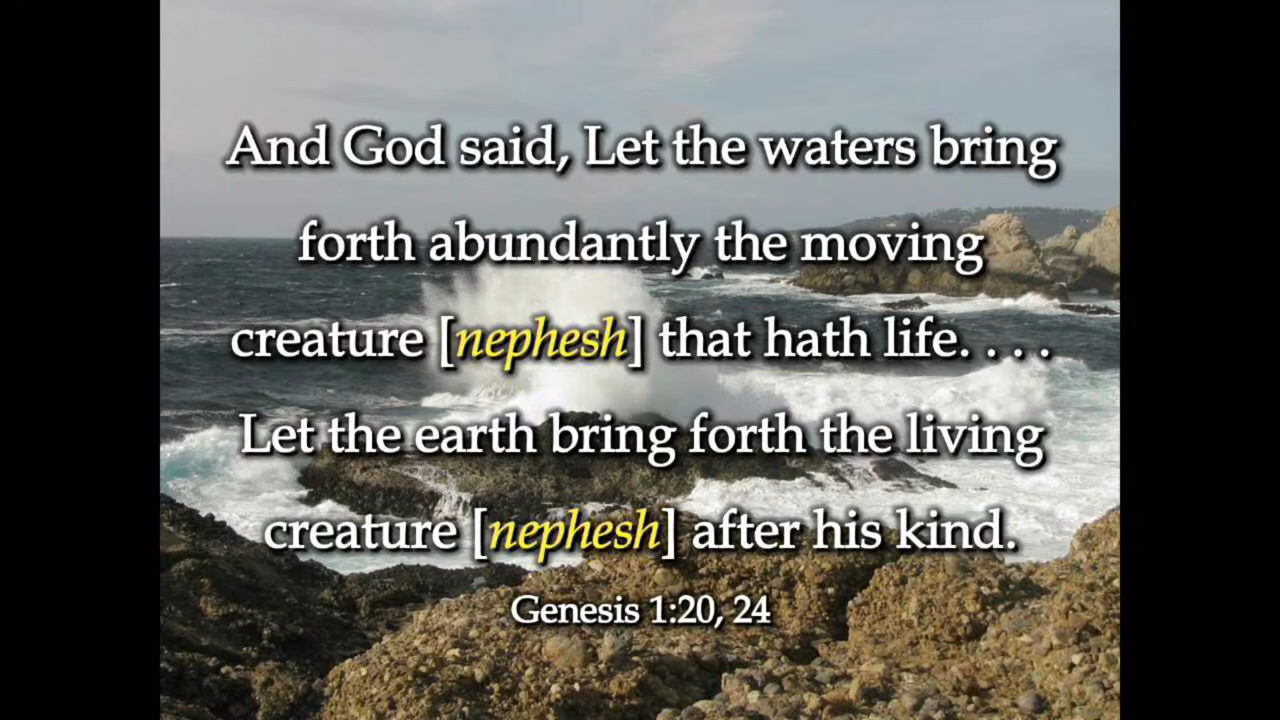 And God said, Let the waters bring
forth abundantly the moving
creature [nephesh] that hath life. . . .
Let the earth bring forth the living
creature [nephesh] after his kind.
Genesis 1:20, 24